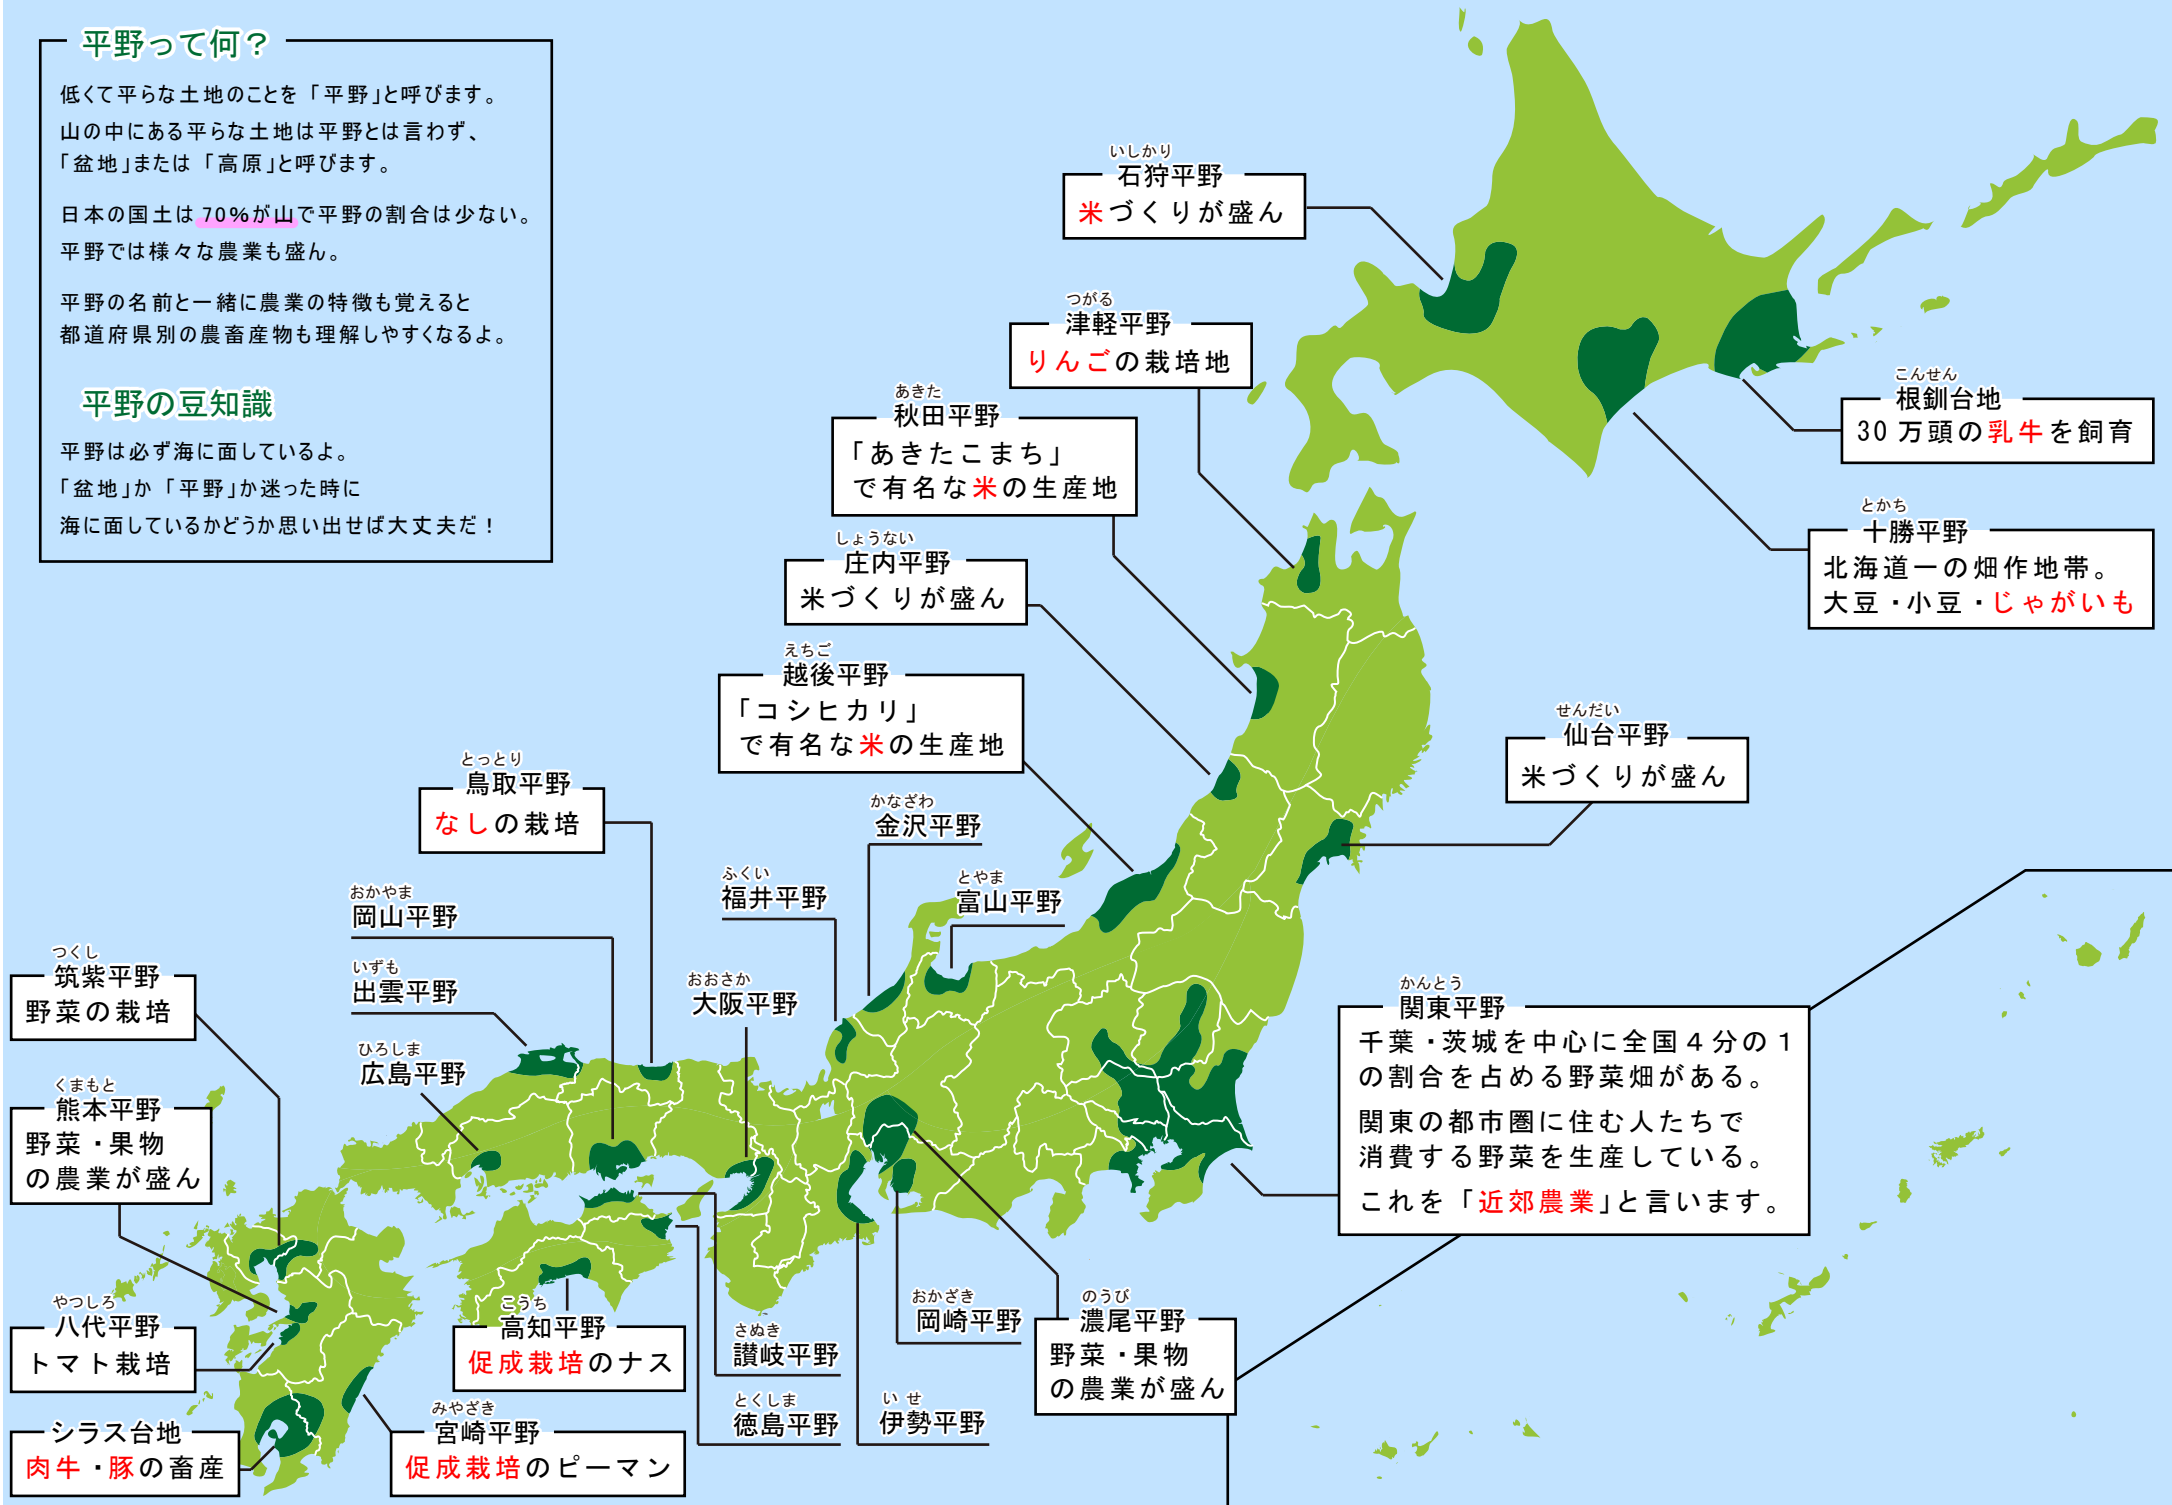 平野って何？
低くて平らな土地のことを「平野」と呼びます。
山の中にある平らな土地は平野とは言わず、
「盆地」または「高原」と呼びます。
日本の国土は70%が山で平野の割合は少ない。
平野では様々な農業も盛ん。
平野の名前と一緒に農業の特徴も覚えると
都道府県別の農畜産物も理解しやすくなるよ。
平野の豆知識
平野は必ず海に面しているよ。
「盆地」か「平野」か迷った時に
海に面しているかどうか思い出せば大丈夫だ！
いしかり
石狩平野
米づくりが盛ん
つがる
津軽平野
りんごの栽培地
あきた
秋田平野
「あきたこまち」
で有名な米の生産地
しょうない
庄内平野
米づくりが盛ん
えちご
越後平野
「コシヒカリ」
で有名な米の生産地
こんせん
根釧台地
30万頭の乳牛を飼育
とかち
十勝平野
北海道一の畑作地帯。
大豆・小豆・じゃがいも
せんだい
仙台平野
米づくりが盛ん
とっとり
鳥取平野
なしの栽培
かなざわ
金沢平野
ふくい
福井平野
とやま
富山平野
おかやま
岡山平野
いずも
出雲平野
おおさか
大阪平野
ひろしま
広島平野
つくし
筑紫平野
野菜の栽培
くまもと
熊本平野
野菜・果物
の農業が盛ん
やつしろ
八代平野
トマト栽培
シラス台地
肉牛・豚の畜産
みやざき
宮崎平野
促成栽培のピーマン
こうち
高知平野
促成栽培のナス
さぬき
讃岐平野
とくしま
徳島平野
いせ
伊勢平野
おかざき
岡崎平野
のうび
濃尾平野
野菜・果物
の農業が盛ん
かんとう
関東平野
千葉・茨城を中心に全国４分の１
の割合を占める野菜畑がある。
関東の都市圏に住む人たちで
消費する野菜を生産している。
これを「近郊農業」と言います。